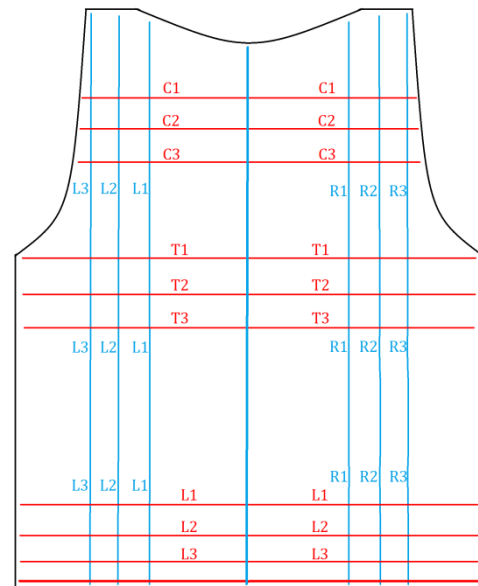 C1 C1
C2 C2
C3 C3
L3 L2 L1 R1 R2 R3
T1 T1
T2 T2
T3 T3
L3 L2 L1 R1 R2 R3
L3 L2 L1 R1 R2 R3
L1 L1
L2 L2
L3 L3